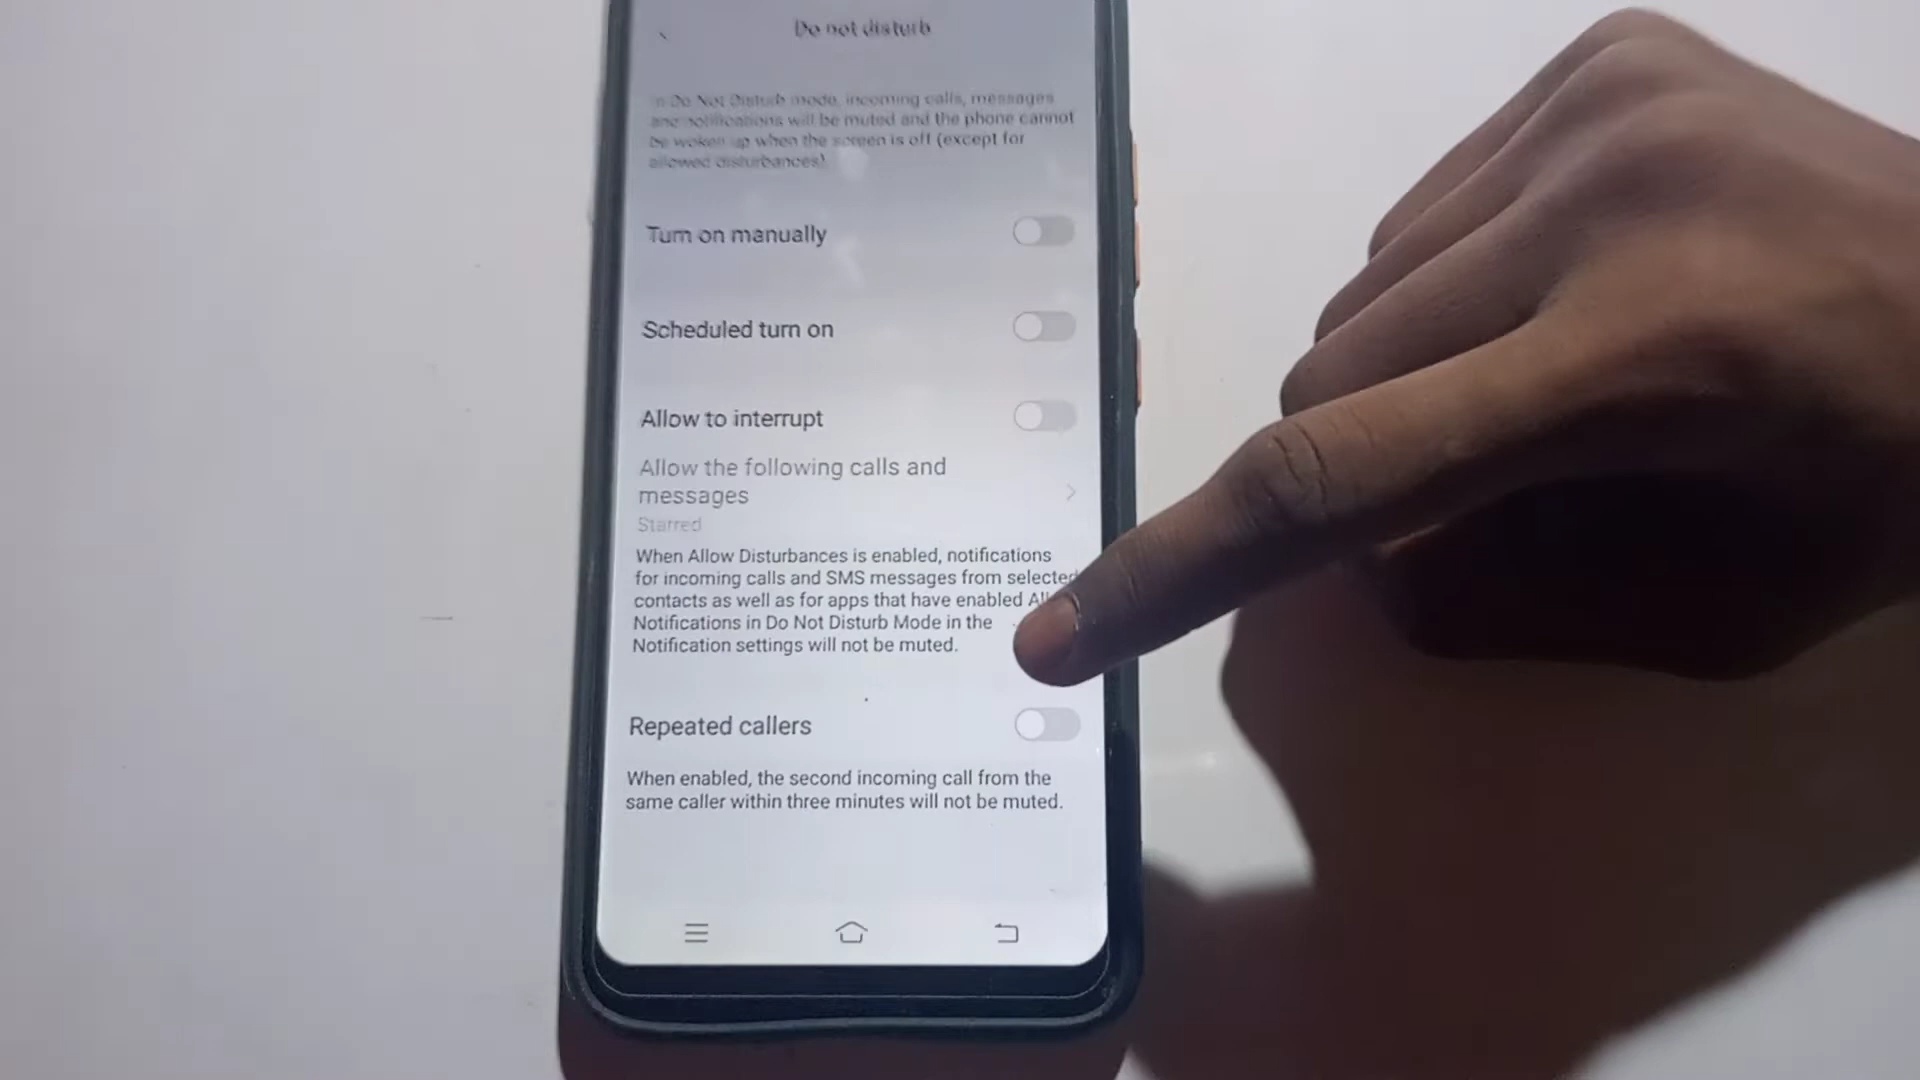 Do not disturb
In Do Not Disturb mode, incoming calls, messages
and notifications will be muted and the phone cannot
be woken up when the screen is off (except for
allowed disturbances)
Turn on manually
Scheduled turn on
Allow to interrupt
Allow the following calls and
messages
Starred
When Allow Disturbances is enabled, notifications
for incoming calls and SMS messages from selected
contacts as well as for apps that have enabled
Notifications in Do Not Disturb Mode in the
Notification settings will not be muted.
Repeated callers
When enabled, the second incoming call from the
same caller within three minutes will not be muted.